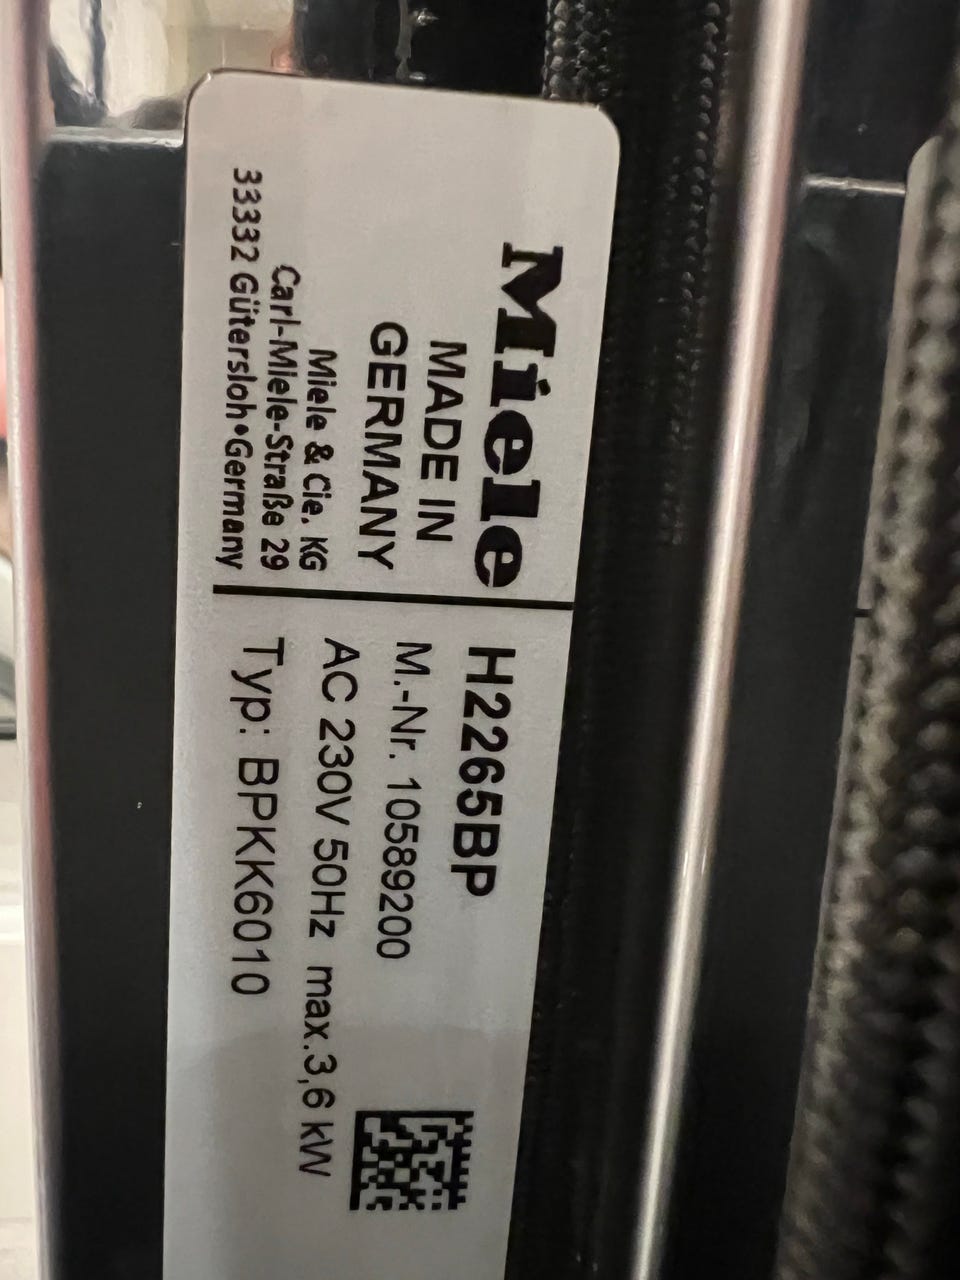 Miele
MADE IN
GERMANY
Miele & Cie. KG
Carl-Miele-Straße 29
33332 Gütersloh•Germany
H2265BP
M.-Nr. 10589200
AC 230V 50Hz max.3,6 kW
Typ: BPKK6010